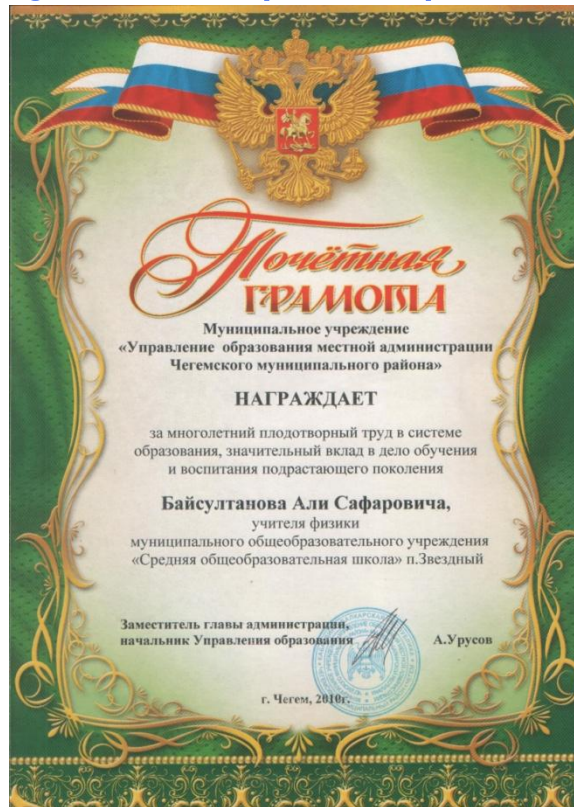 Почётная
ГРАМОТА
Муниципальное учреждение
«Управление образования местной администрации
Чегемского муниципального района»
НАГРАЖДАЕТ
за многолетний плодотворный труд в системе
образования, значительный вклад в дело обучения
и воспитания подрастающего поколения
Байсултанова Али Сафаровича,
учителя физики
муниципального общеобразовательного учреждения
«Средняя общеобразовательная школа» п.Звездный
Заместитель главы администрации,
начальник Управления образования А.Урусов
г. Чегем, 2010г.